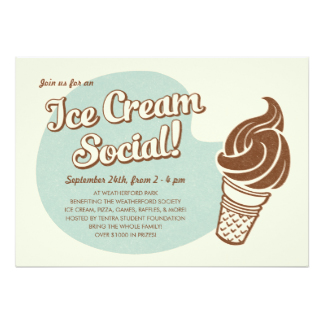 Join us for an
Ice Cream
Social!
September 24th, from 2 - 4 pm
AT WEATHERFORD PARK
BENEFITING THE WEATHERFORD SOCIETY
ICE CREAM, PIZZA, GAMES, RAFFLES, & MORE!
HOSTED BY TENTRA STUDENT FOUNDATION
BRING THE WHOLE FAMILY!
OVER $1000 IN PRIZES!